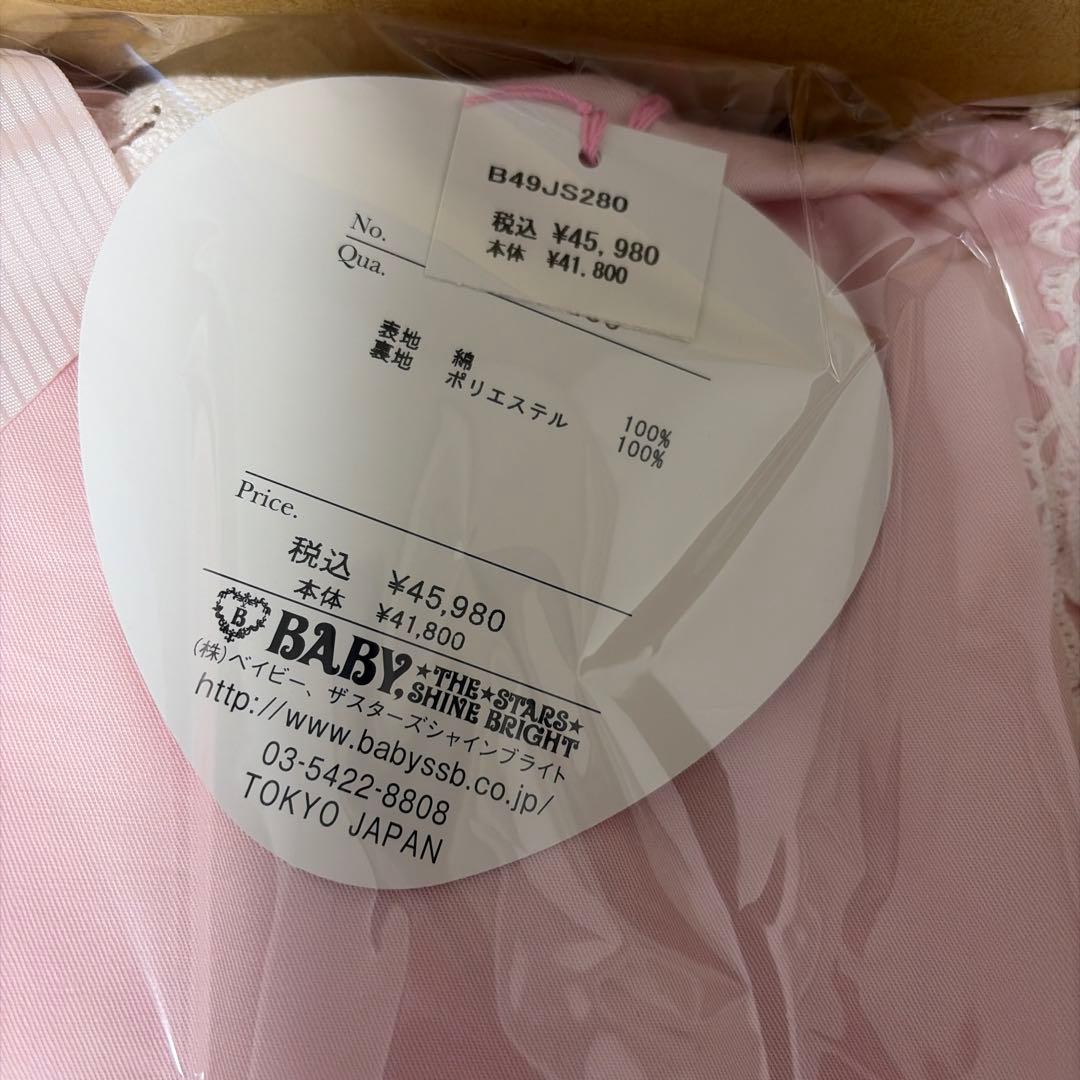 B49JS280
税込 ¥45,980
本体 ¥41,800
No.
Qua.
表地 綿 100%
裏地 ポリエステル 100%
Price.
税込 ¥45,980
本体 ¥41,800
B
BABY, ★THE★STARS★
SHINE BRIGHT
(株)ベイビー、ザスターズシャインブライト
http://www.babyssb.co.jp/
03-5422-8808
TOKYO JAPAN